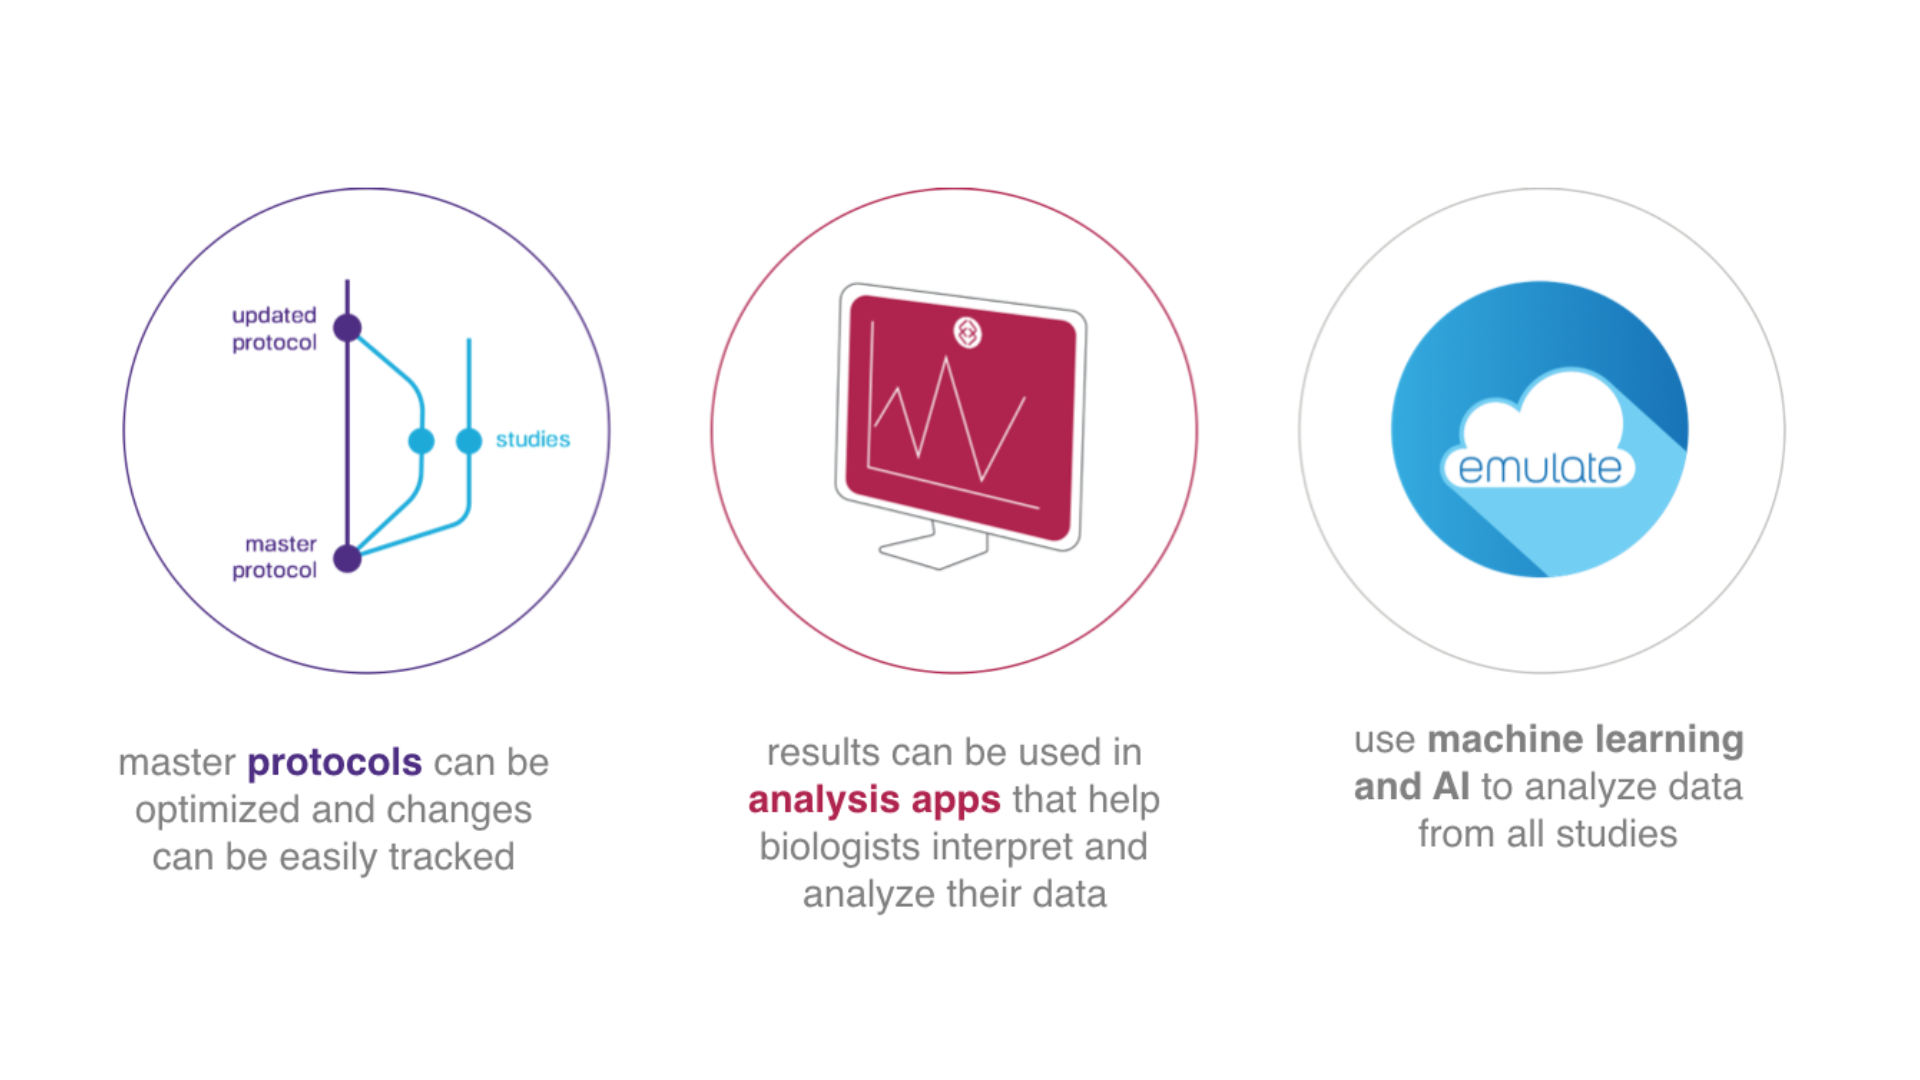 updated
protocol
studies
master
protocol
emulate
master protocols can be
optimized and changes
can be easily tracked
results can be used in
analysis apps that help
biologists interpret and
analyze their data
use machine learning
and AI to analyze data
from all studies